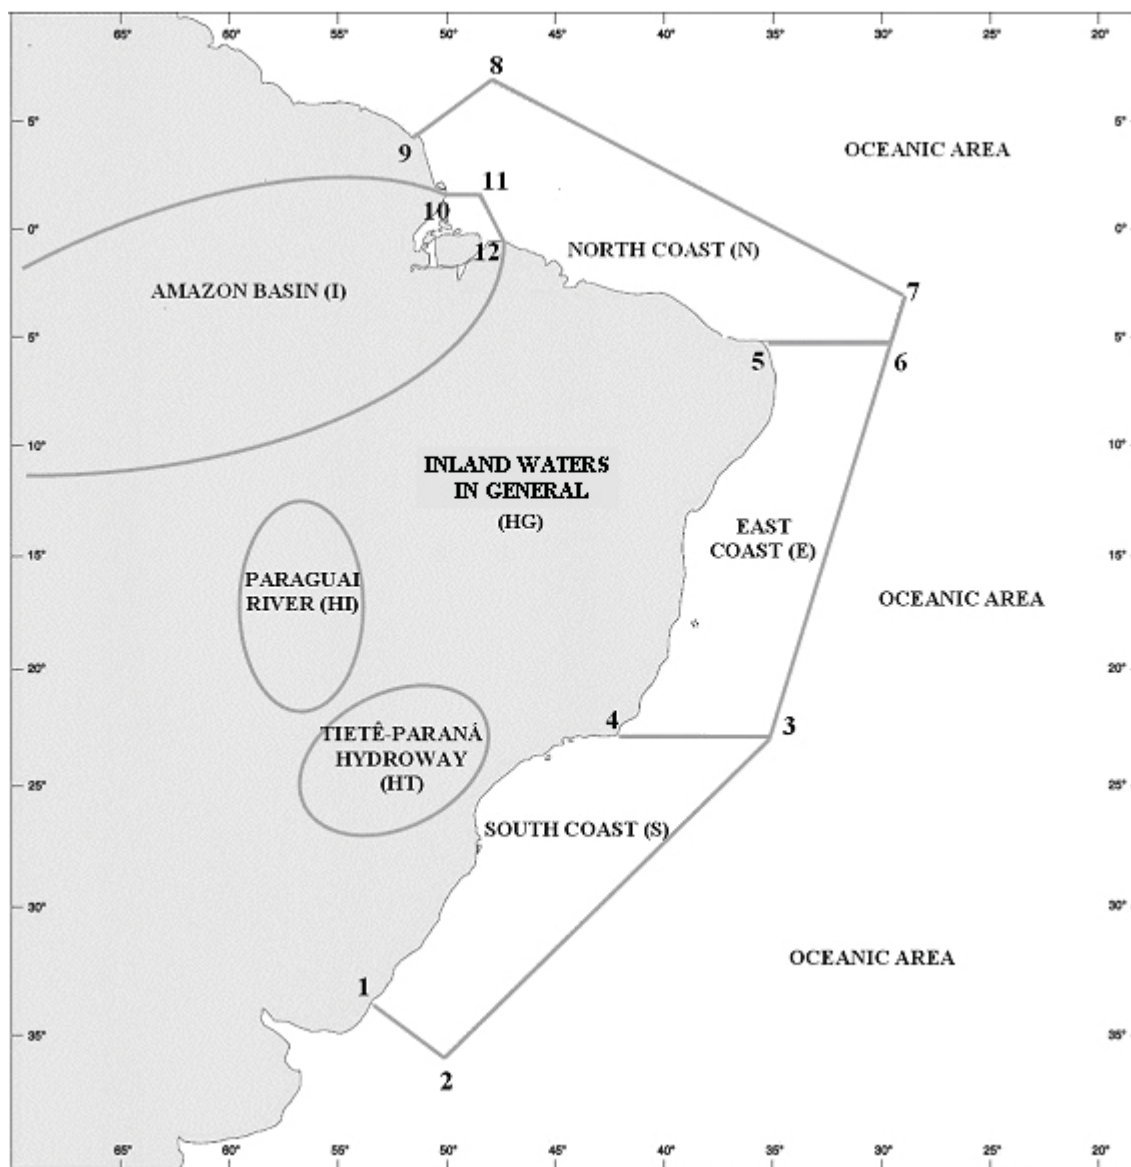 65° 60° 55° 50° 45° 40° 35° 30° 25° 20°
8
5° 5°
9
OCEANIC AREA
11
10
0° 0°
12
NORTH COAST (N)
AMAZON BASIN (I)
7
5° 5°
5
6
10° 10°
INLAND WATERS
IN GENERAL
(HG)
EAST
COAST (E)
15° 15°
PARAGUAI
RIVER (HI)
OCEANIC AREA
20° 20°
4
3
TIETÊ-PARANÁ
HYDROWAY
(HT)
25° 25°
SOUTH COAST (S)
30° 30°
OCEANIC AREA
1
35° 35°
2
65° 60° 55° 50° 45° 40° 35° 30° 25° 20°